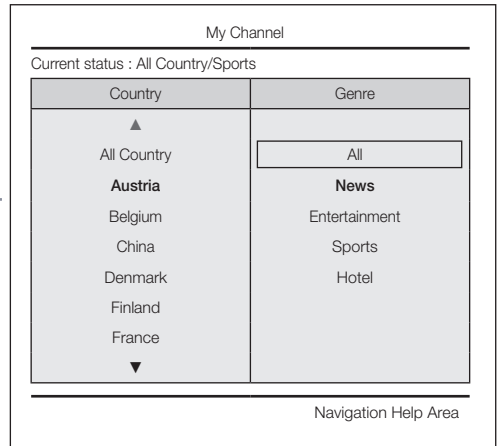 My Channel
Current status : All Country/Sports
Country Genre
▲
All Country All
Austria News
Belgium Entertainment
China Sports
Denmark Hotel
Finland
France
▼
Navigation Help Area